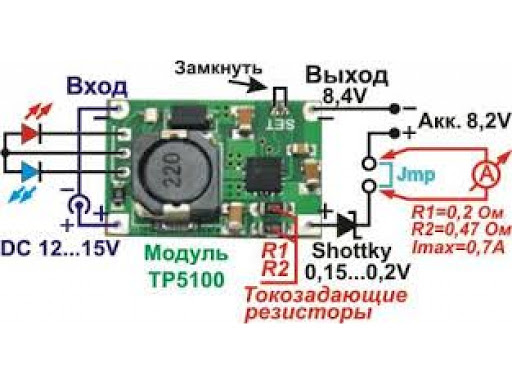 Замкнуть
Вход
Выход
8,4V
SET
Акк. 8,2V
220
Jmp
A
R1=0,2 Ом
R2=0,47 Ом
Imax=0,7A
DC 12...15V
Модуль
TP5100
R1
R2
Shottky
0,15...0,2V
Токозадающие
резисторы